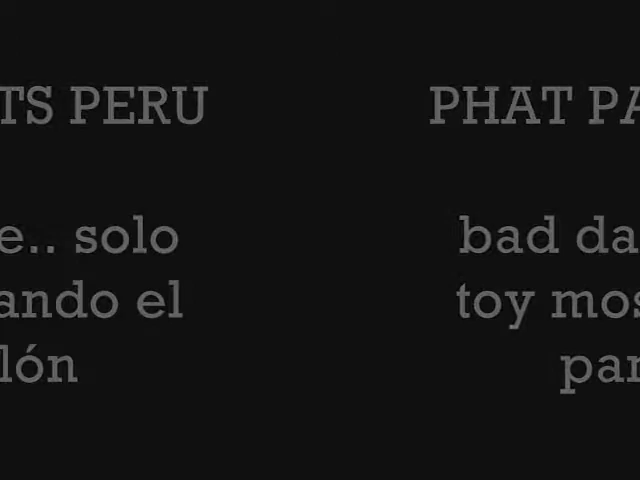 TS PERU PHAT PA
e.. solo bad da
ando el toy mos
lón par